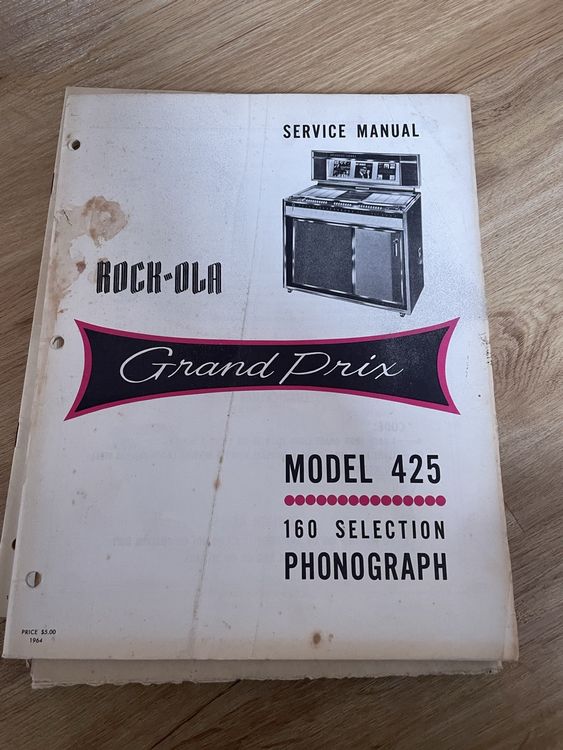 SERVICE MANUAL
ROCK-OLA
Grand Prix
MODEL 425
160 SELECTION
PHONOGRAPH
PRICE $5.00
1964